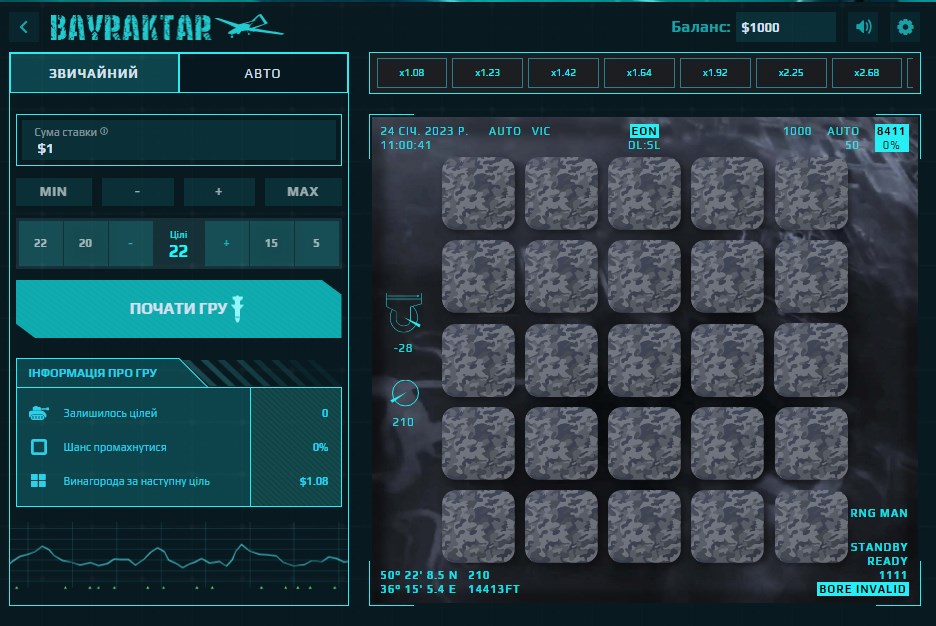 BAYRAKTAR
Баланс: $1000
ЗВИЧАЙНИЙ АВТО
Сума ставки
$1
MIN - + MAX
22 20 - Цілі 22 + 15 5
ПОЧАТИ ГРУ
ІНФОРМАЦІЯ ПРО ГРУ
Залишилось цілей 0
Шанс промахнутися 0%
Винагорода за наступну ціль $1.08
x1.08 x1.23 x1.42 x1.64 x1.92 x2.25 x2.68
24 СІЧ. 2023 Р. AUTO VIC EON 1000 AUTO 8411
11:00:41 DL:SL 50 0%
-28
210
RNG MAN
STANDBY
READY
50° 22' 8.5 N 210 1111
36° 15' 5.4 E 14413FT BORE INVALID